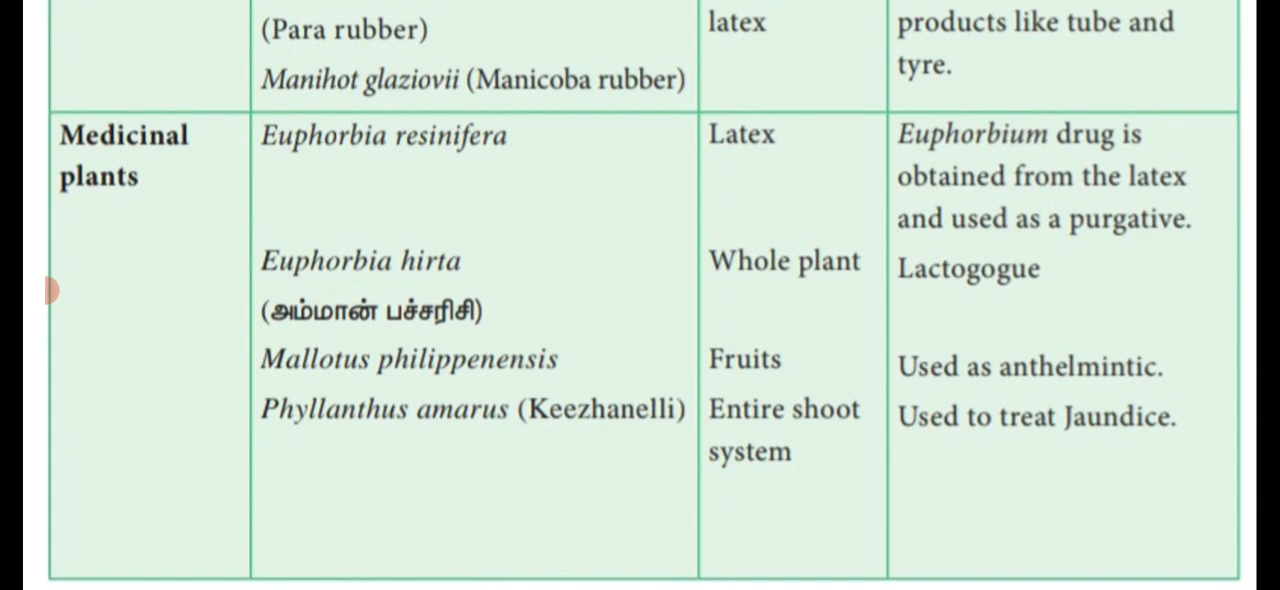 (Para rubber)
latex
products like tube and
tyre.
Manihot glaziovii (Manicoba rubber)
Medicinal
plants
Euphorbia resinifera
Latex
Euphorbium drug is
obtained from the latex
and used as a purgative.
Euphorbia hirta
(அம்மான் பச்சரிசி)
Whole plant
Lactogogue
Mallotus philippenensis
Fruits
Used as anthelmintic.
Phyllanthus amarus (Keezhanelli)
Entire shoot
system
Used to treat Jaundice.